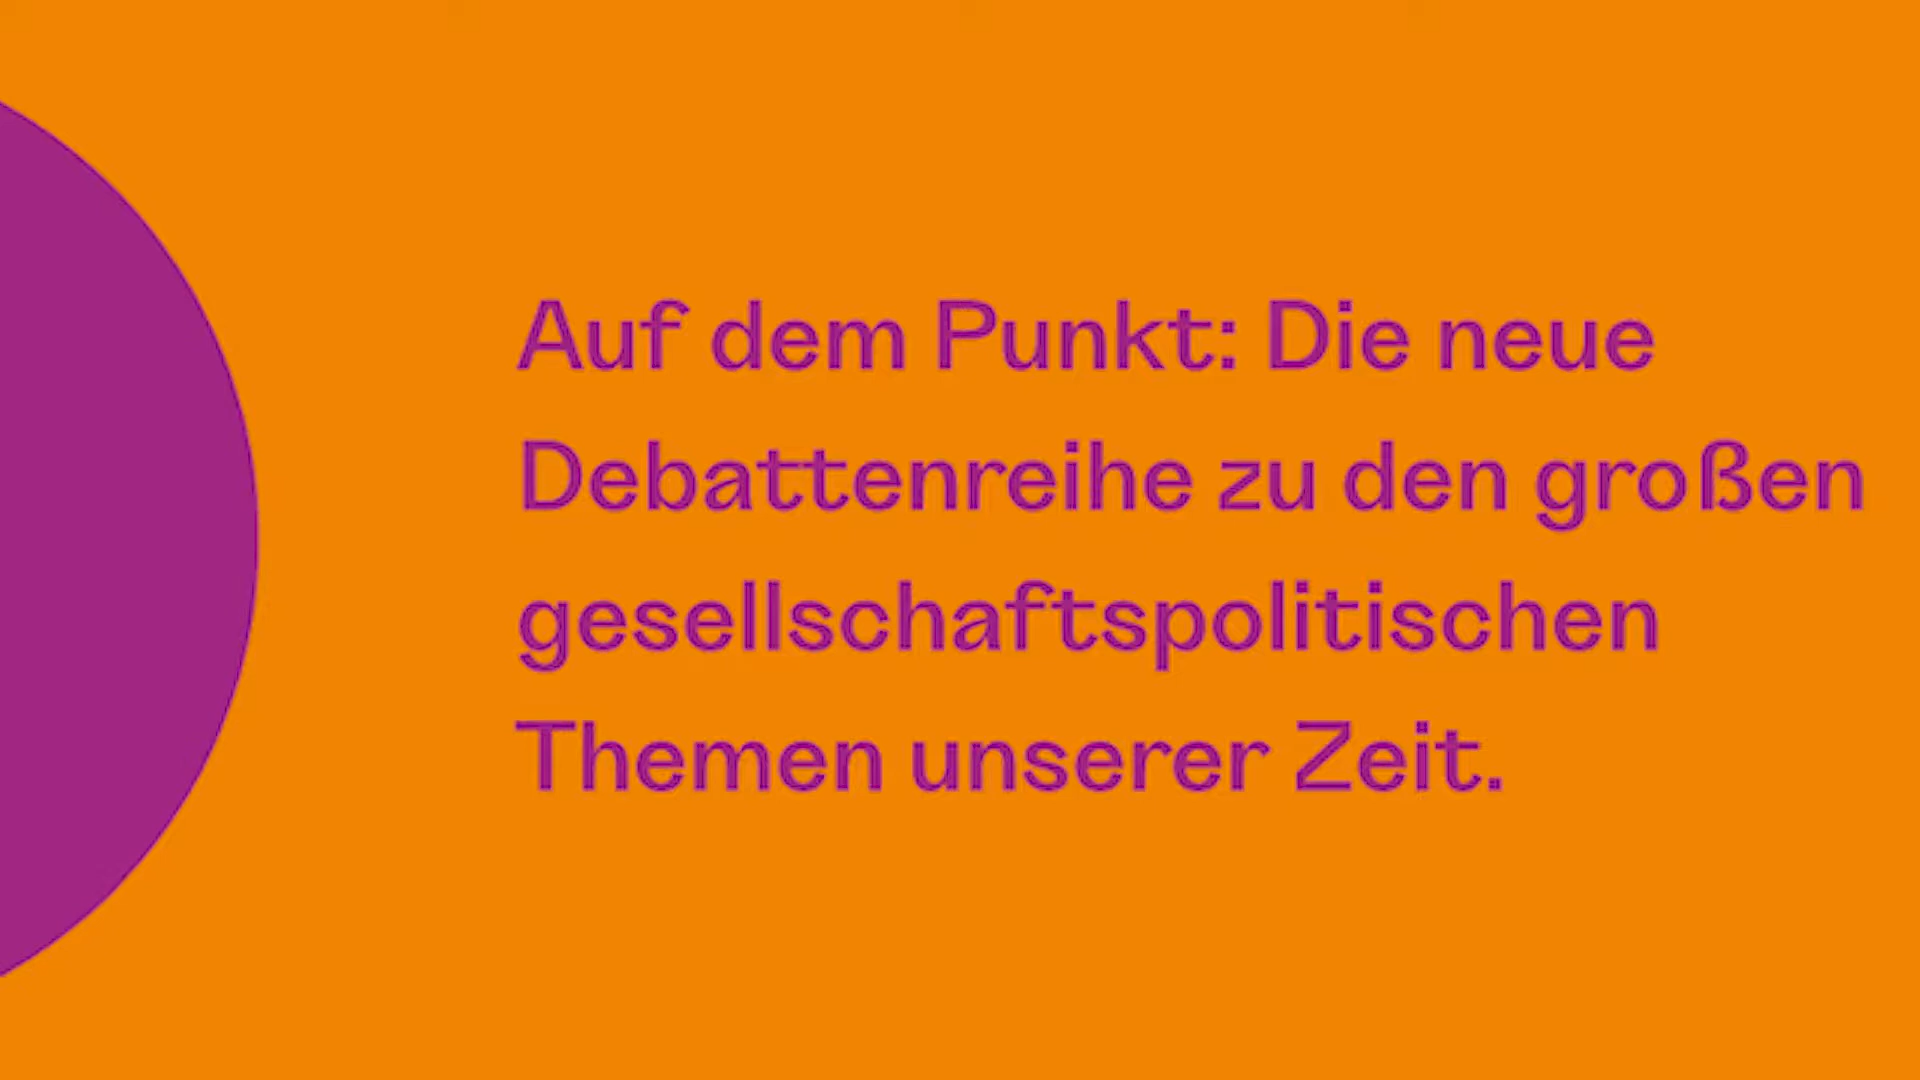 Auf dem Punkt: Die neue
Debattenreihe zu den großen
gesellschaftspolitischen
Themen unserer Zeit.